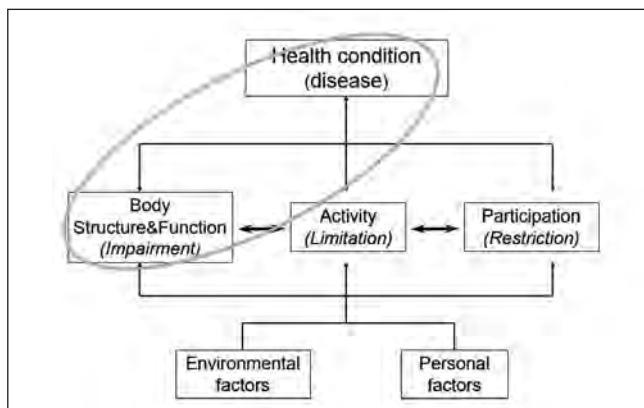 Health condition
(disease)
Body
Structure&Function
(Impairment)
Activity
(Limitation)
Participation
(Restriction)
Environmental
factors
Personal
factors